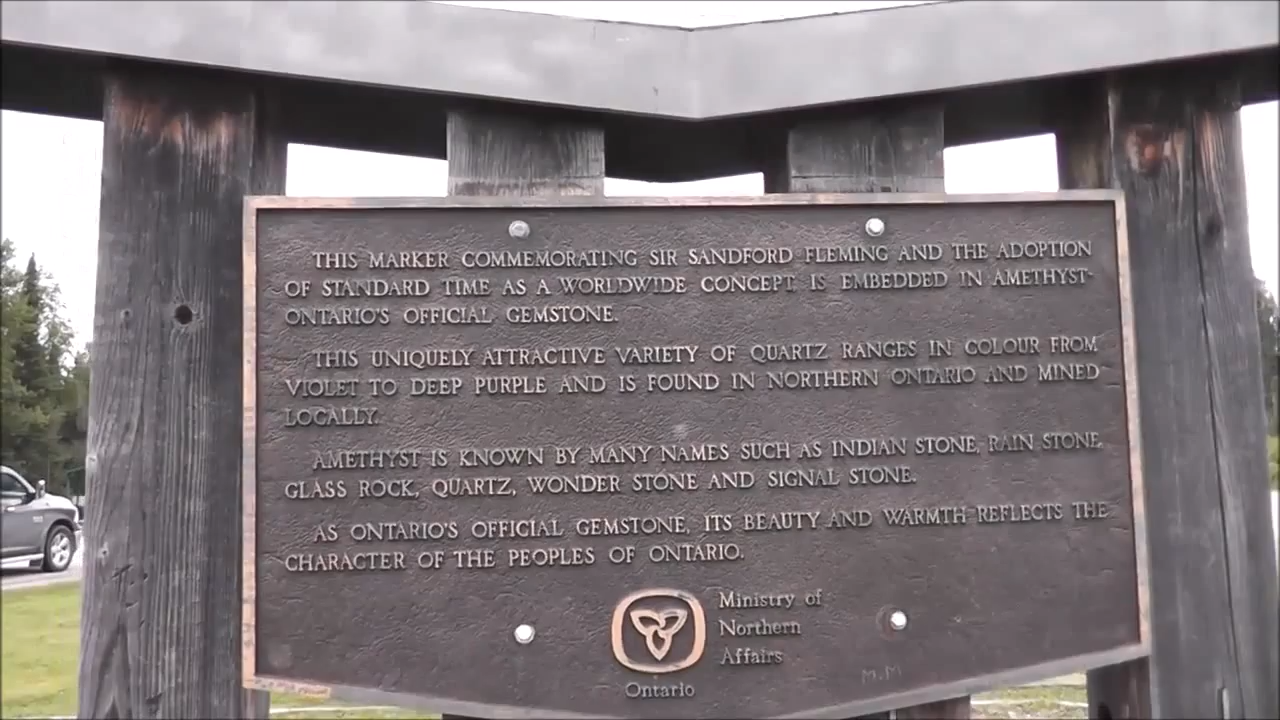 THIS MARKER COMMEMORATING SIR SANDFORD FLEMING AND THE ADOPTION
OF STANDARD TIME AS A WORLDWIDE CONCEPT, IS EMBEDDED IN AMETHYST-
ONTARIO'S OFFICIAL GEMSTONE.
THIS UNIQUELY ATTRACTIVE VARIETY OF QUARTZ RANGES IN COLOUR FROM
VIOLET TO DEEP PURPLE AND IS FOUND IN NORTHERN ONTARIO AND MINED
LOCALLY.
AMETHYST IS KNOWN BY MANY NAMES SUCH AS INDIAN STONE, RAIN STONE,
GLASS ROCK, QUARTZ, WONDER STONE AND SIGNAL STONE.
AS ONTARIO'S OFFICIAL GEMSTONE, ITS BEAUTY AND WARMTH REFLECTS THE
CHARACTER OF THE PEOPLES OF ONTARIO.
Ministry of
Northern
Affairs
Ontario
M.M